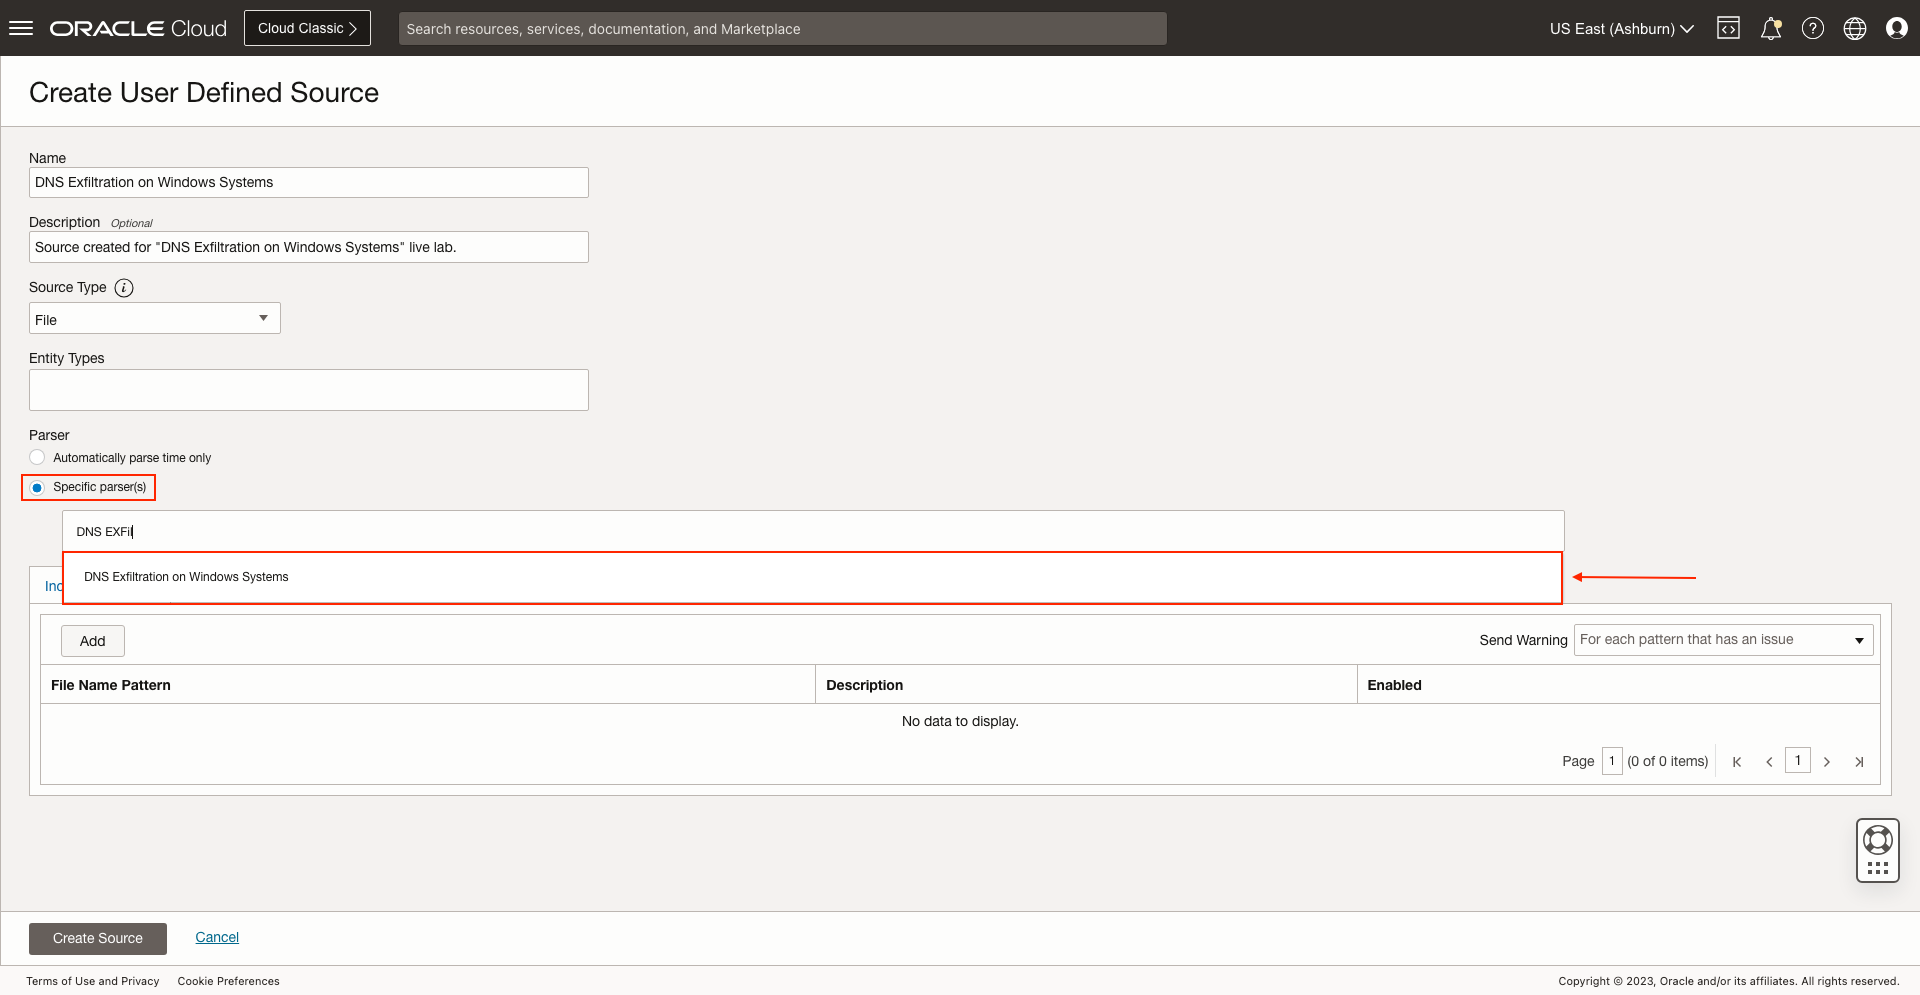 ORACLE Cloud
Cloud Classic
Search resources, services, documentation, and Marketplace
US East (Ashburn)
Create User Defined Source
Name
DNS Exfiltration on Windows Systems
Description Optional
Source created for "DNS Exfiltration on Windows Systems" live lab.
Source Type
File
Entity Types
Parser
Automatically parse time only
Specific parser(s)
DNS EXFil
DNS Exfiltration on Windows Systems
Add
Send Warning For each pattern that has an issue
File Name Pattern Description Enabled
No data to display.
Page 1 (0 of 0 items) 1
Create Source Cancel
Terms of Use and Privacy Cookie Preferences
Copyright © 2023, Oracle and/or its affiliates. All rights reserved.